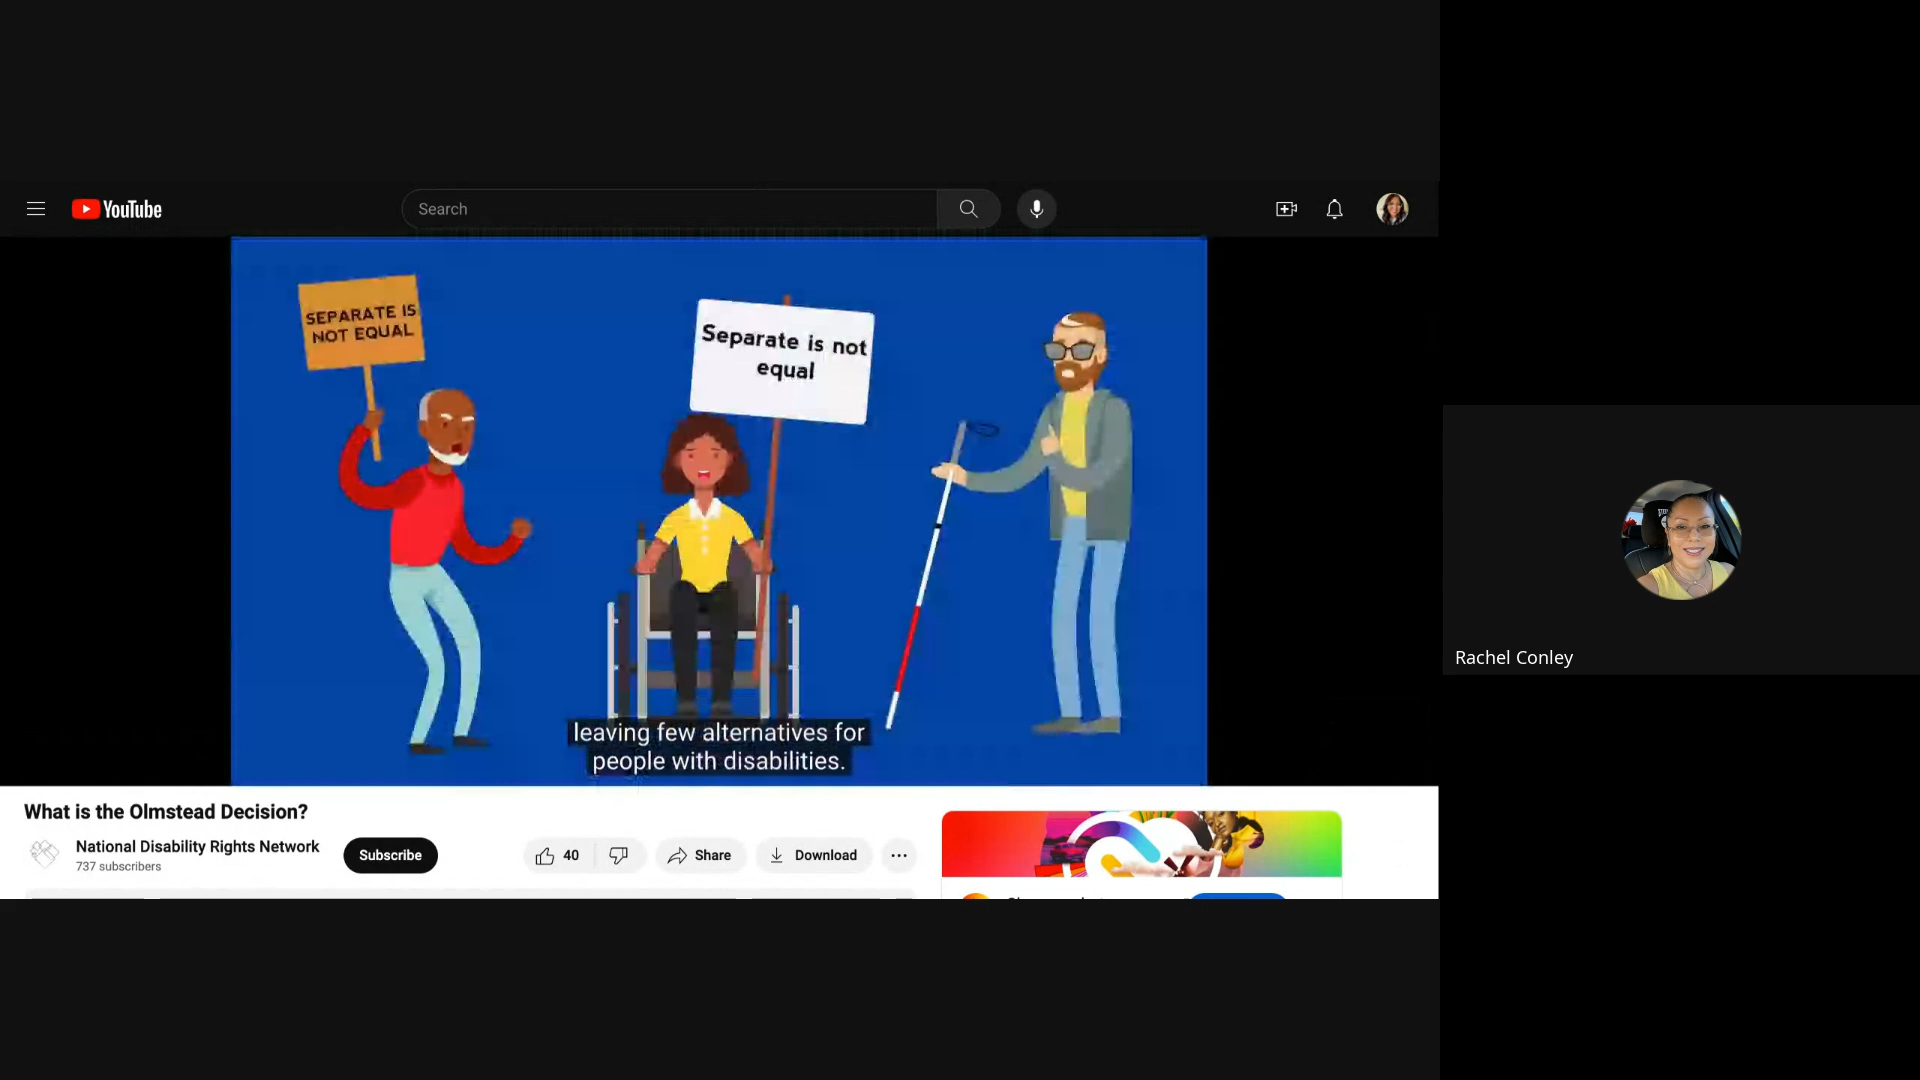 YouTube
Search
SEPARATE IS
NOT EQUAL
Separate is not
equal
leaving few alternatives for
people with disabilities.
What is the Olmstead Decision?
National Disability Rights Network
737 subscribers
Subscribe
40
Share
Download
Rachel Conley